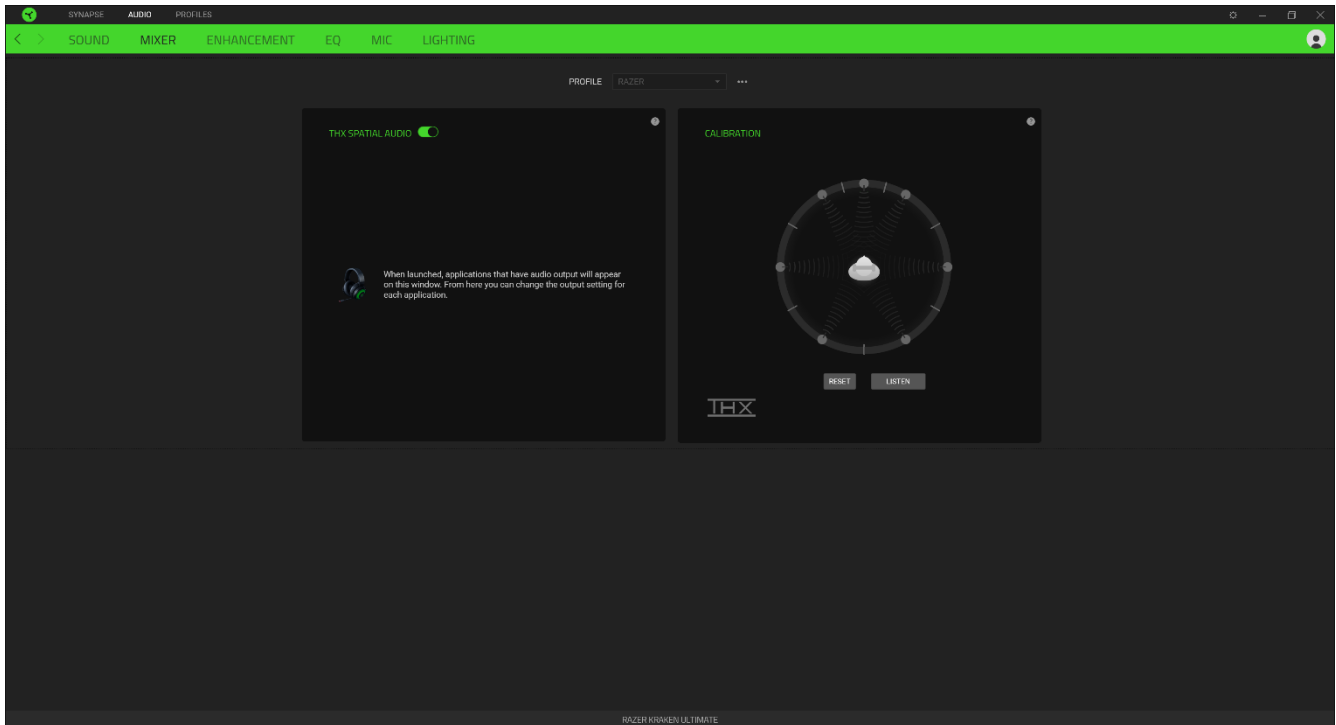 SYNAPSE AUDIO PROFILES
SOUND MIXER ENHANCEMENT EQ MIC LIGHTING
PROFILE RAZER
THX SPATIAL AUDIO
When launched, applications that have audio output will appear
on this window. From here you can change the output setting for
each application.
CALIBRATION
RESET LISTEN
THX
RAZER KRAKEN ULTIMATE